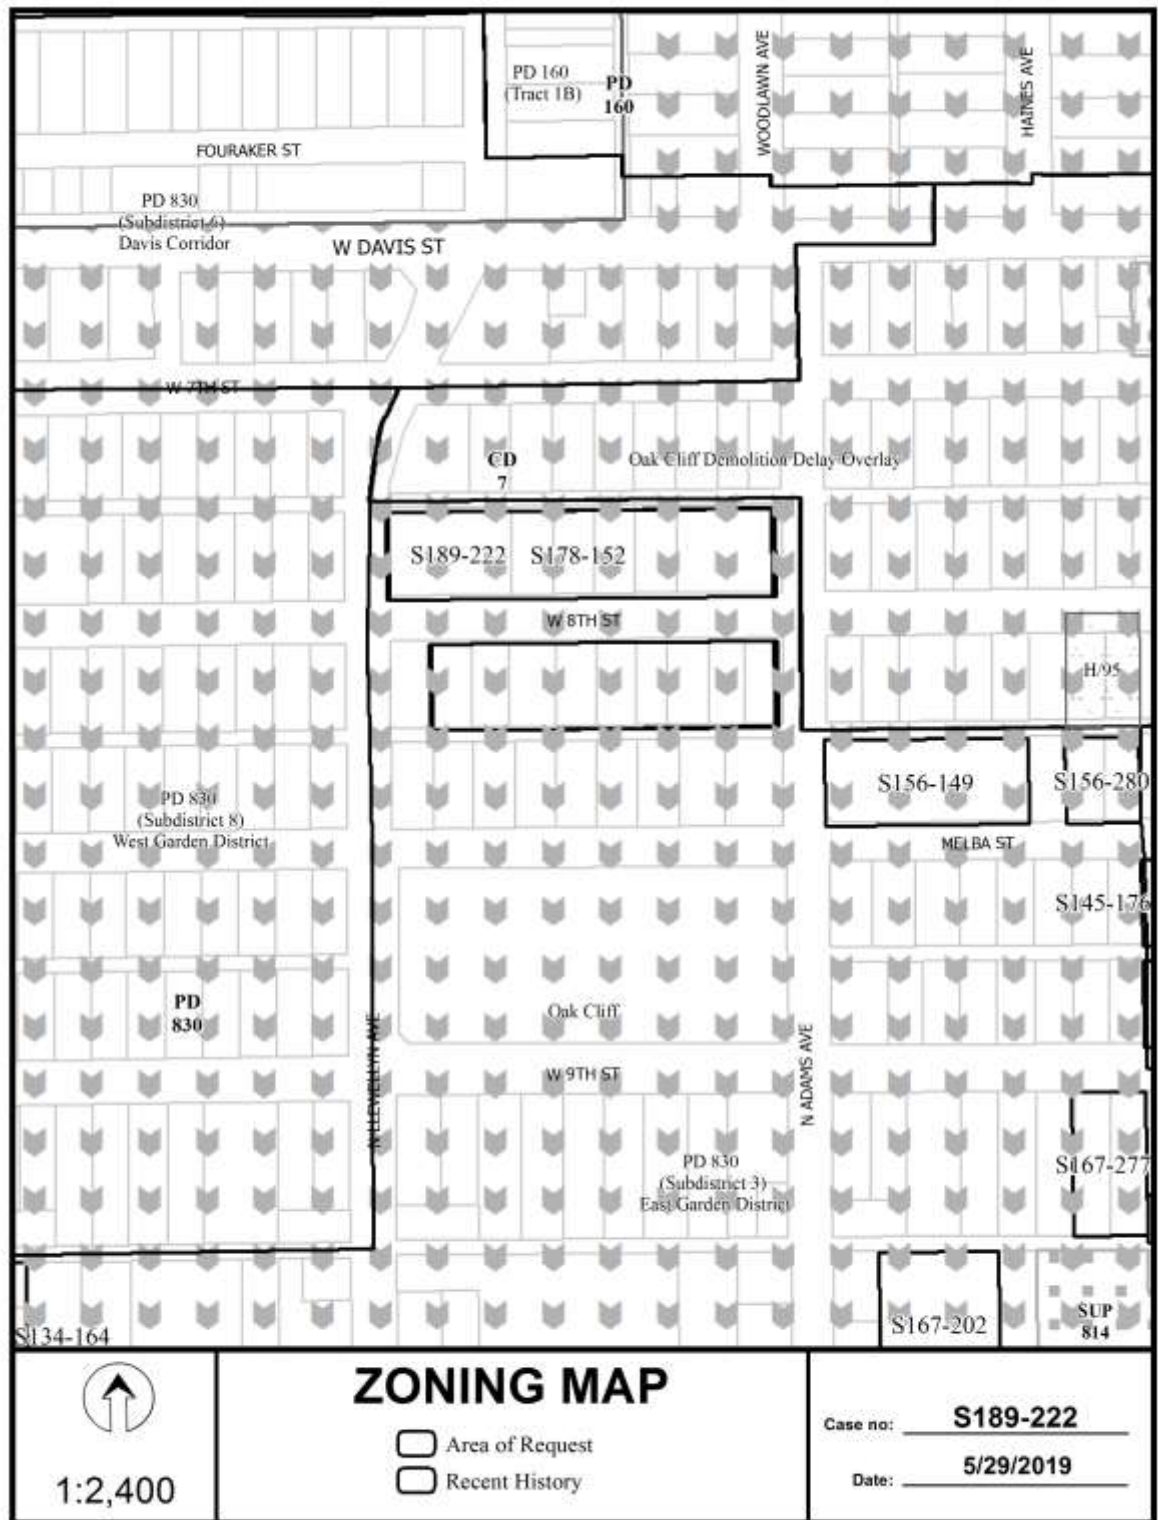 WOODLAWN AVE
HAINES AVE
PD 160
(Tract 1B)
PD
160
FOURAKER ST
PD 830
(Subdistrict 6)
Davis Corridor
W DAVIS ST
W 7TH ST
CD
7
Oak Cliff Demolition Delay Overlay
S189-222
S178-152
W 8TH ST
H/95
S156-149
S156-280
PD 830
(Subdistrict 8)
West Garden District
MELBA ST
S145-176
PD
830
Oak Cliff
N LLEWELLYN AVE
N ADAMS AVE
W 9TH ST
PD 830
(Subdistrict 3)
East Garden District
S167-277
S134-164
S167-202
SUP
814
1:2,400
ZONING MAP
Area of Request
Recent History
Case no: S189-222
Date: 5/29/2019